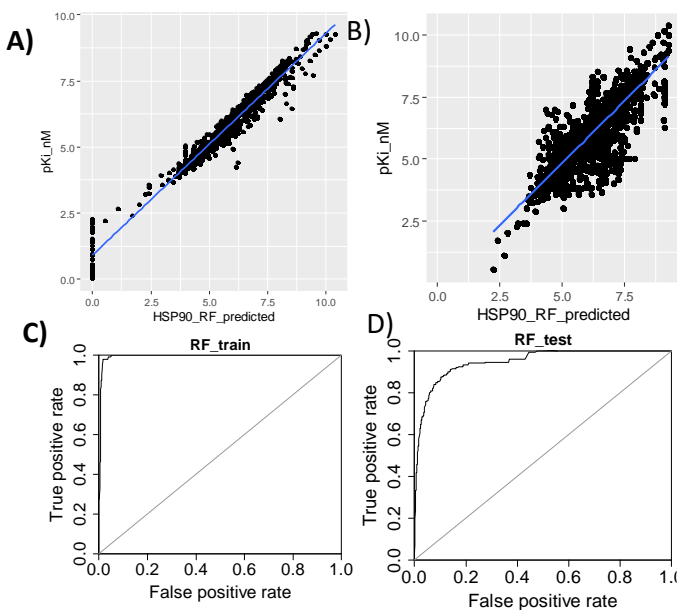 A)
10.0
7.5
5.0
2.5
0.0
pKi_nM
0.0 2.5 5.0 7.5 10.0
HSP90_RF_predicted
B)
10.0
7.5
5.0
2.5
pKi_nM
0.0 2.5 5.0 7.5
HSP90_RF_predicted
C)
RF_train
1.0
0.8
0.6
0.4
0.2
0.0
True positive rate
0.0 0.2 0.4 0.6 0.8 1.0
False positive rate
D)
RF_test
1.0
0.8
0.6
0.4
0.2
0.0
True positive rate
0.0 0.2 0.4 0.6 0.8 1.
False positive rate